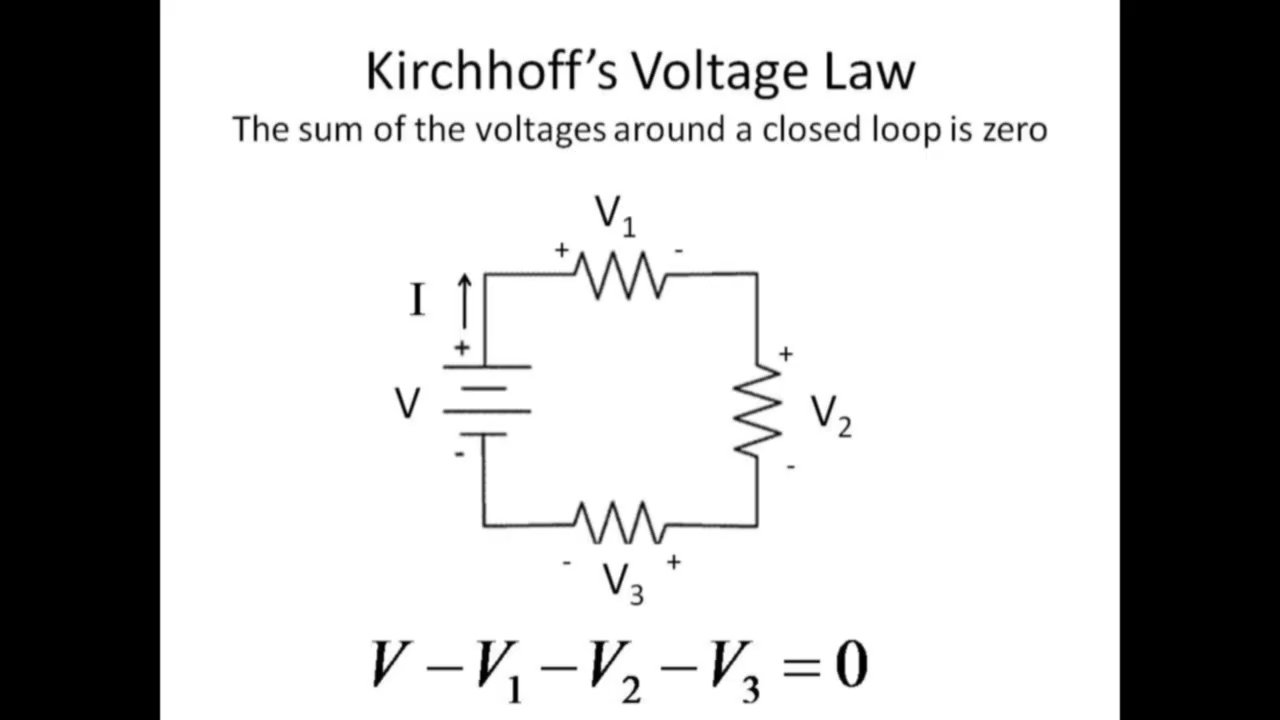 Kirchhoff's Voltage Law
The sum of the voltages around a closed loop is zero
V₁
+ -
I
+
V
-
+
V₂
-
- +
V₃
V − V₁ − V₂ − V₃ = 0